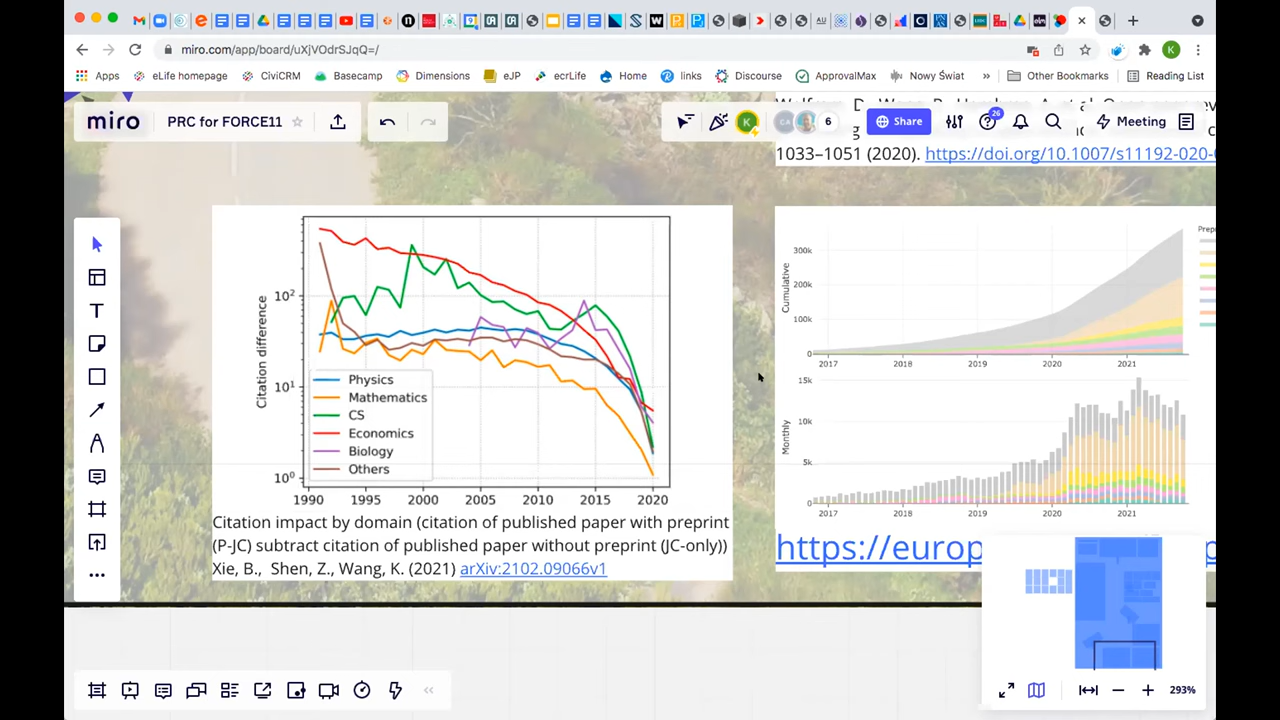 miro.com/app/board/uXjVOdrSJqQ=/
Apps eLife homepage CiviCRM Basecamp Dimensions eJP ecrLife Home links Discourse ApprovalMax Nowy Świat » Other Bookmarks Reading List
miro PRC for FORCE11 6 Share 26 Meeting
1033–1051 (2020). https://doi.org/10.1007/s11192-020-0
Citation difference
10²
10¹
10⁰
Physics
Mathematics
CS
Economics
Biology
Others
1990 1995 2000 2005 2010 2015 2020
Citation impact by domain (citation of published paper with preprint
(P-JC) subtract citation of published paper without preprint (JC-only))
Xie, B., Shen, Z., Wang, K. (2021) arXiv:2102.09066v1
Cumulative
300k
200k
100k
0
2017 2018 2019 2020 2021
Monthly
15k
10k
5k
0
2017 2018 2019 2020 2021
https://europ
293%